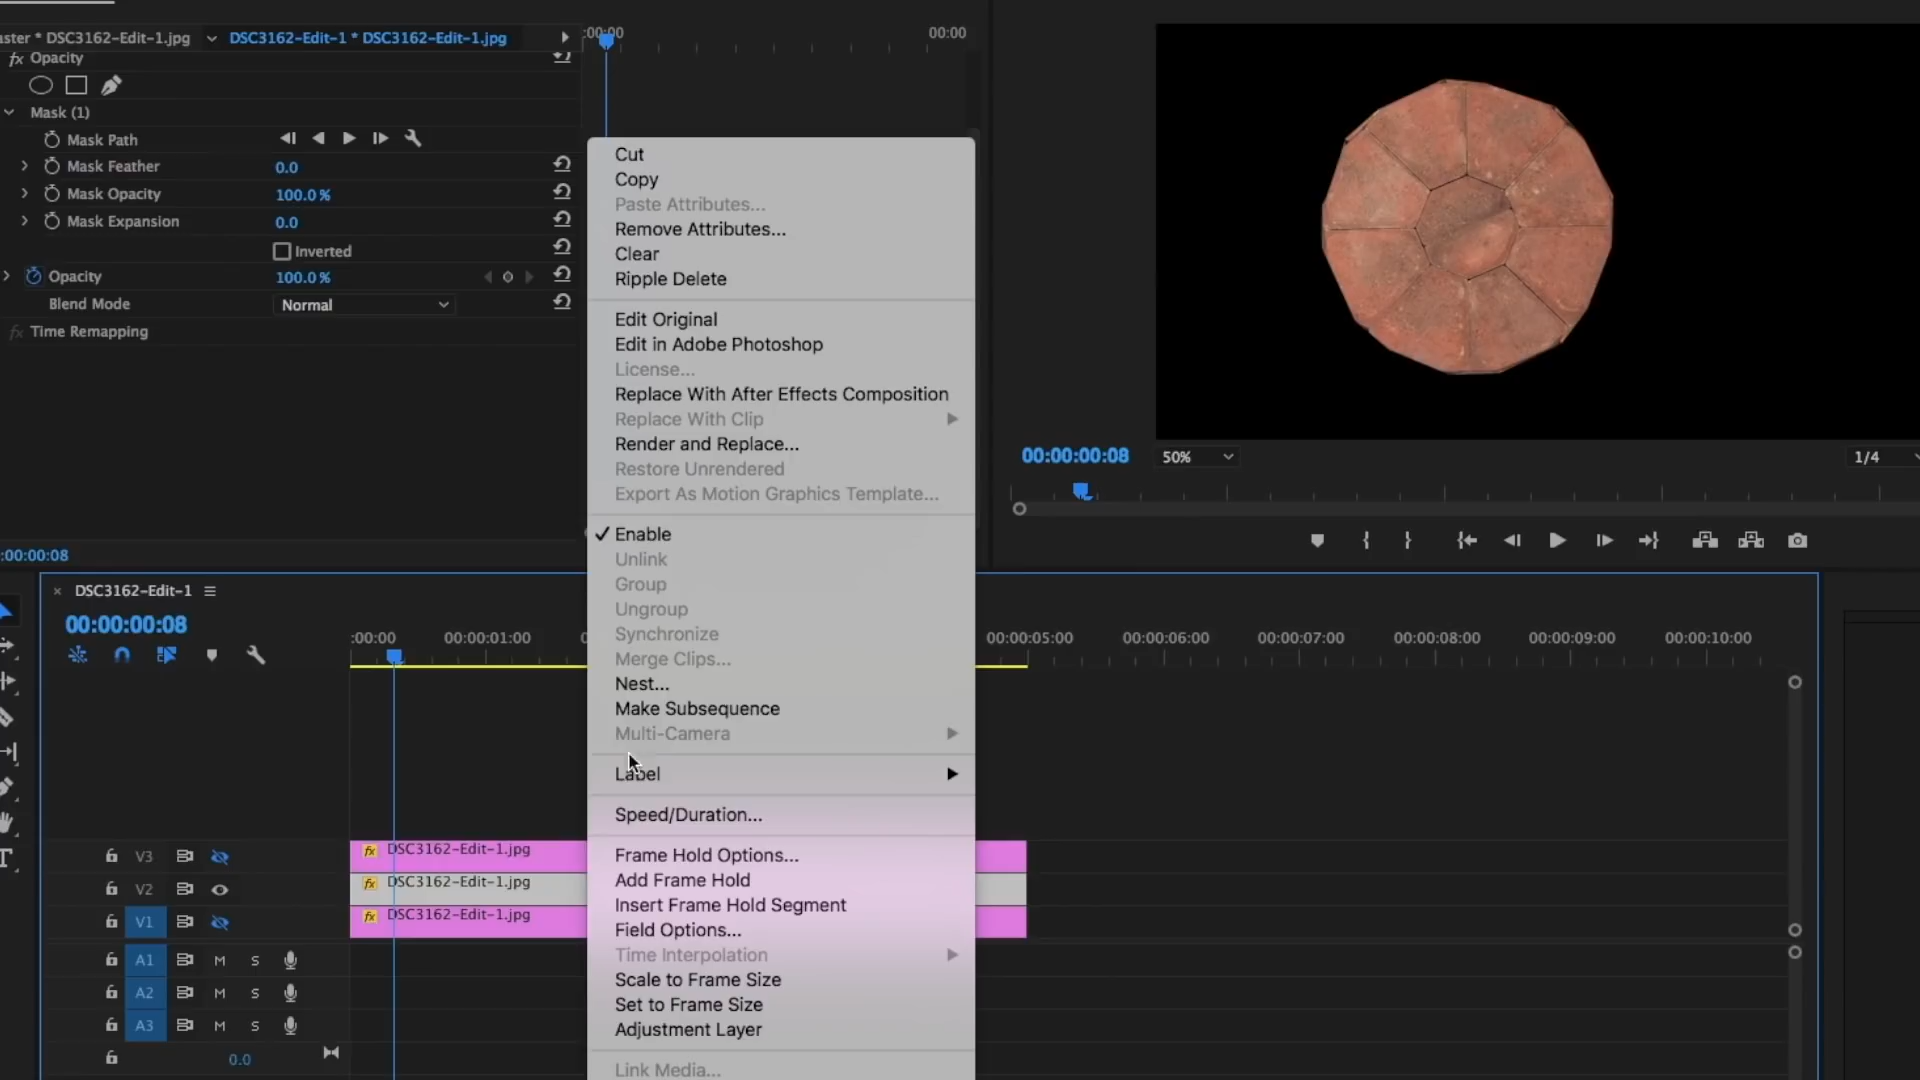 aster * DSC3162-Edit-1.jpg
DSC3162-Edit-1 * DSC3162-Edit-1.jpg
:00:00
00:00
fx Opacity
Mask (1)
Mask Path
Mask Feather 0.0
Mask Opacity 100.0 %
Mask Expansion 0.0
Inverted
Opacity 100.0 %
Blend Mode Normal
fx Time Remapping
:00:00:08
Cut
Copy
Paste Attributes...
Remove Attributes...
Clear
Ripple Delete
Edit Original
Edit in Adobe Photoshop
License...
Replace With After Effects Composition
Replace With Clip
Render and Replace...
Restore Unrendered
Export As Motion Graphics Template...
Enable
Unlink
Group
Ungroup
Synchronize
Merge Clips...
Nest...
Make Subsequence
Multi-Camera
Label
Speed/Duration...
Frame Hold Options...
Add Frame Hold
Insert Frame Hold Segment
Field Options...
Time Interpolation
Scale to Frame Size
Set to Frame Size
Adjustment Layer
Link Media...
00:00:00:08 50% 1/4
DSC3162-Edit-1
00:00:00:08
:00:00 00:00:01:00 00:00:05:00 00:00:06:00 00:00:07:00 00:00:08:00 00:00:09:00 00:00:10:00
V3 fx DSC3162-Edit-1.jpg
V2 fx DSC3162-Edit-1.jpg
V1 fx DSC3162-Edit-1.jpg
A1 M S
A2 M S
A3 M S
0.0